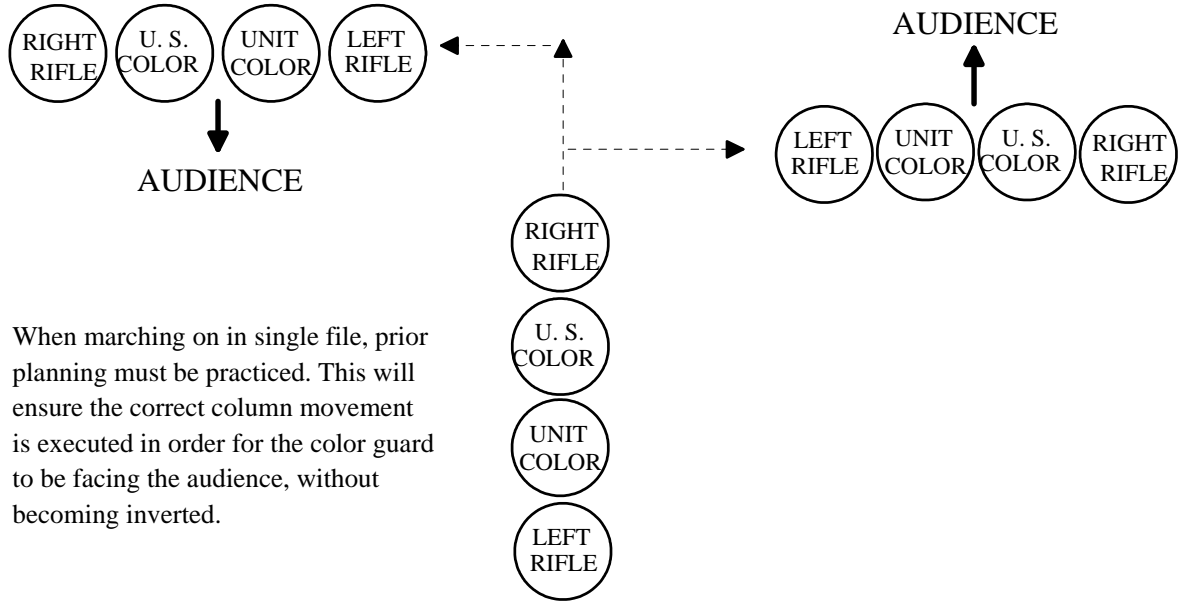 RIGHT
RIFLE
U. S.
COLOR
UNIT
COLOR
LEFT
RIFLE
AUDIENCE
AUDIENCE
LEFT
RIFLE
UNIT
COLOR
U. S.
COLOR
RIGHT
RIFLE
RIGHT
RIFLE
U. S.
COLOR
UNIT
COLOR
LEFT
RIFLE
When marching on in single file, prior
planning must be practiced. This will
ensure the correct column movement
is executed in order for the color guard
to be facing the audience, without
becoming inverted.